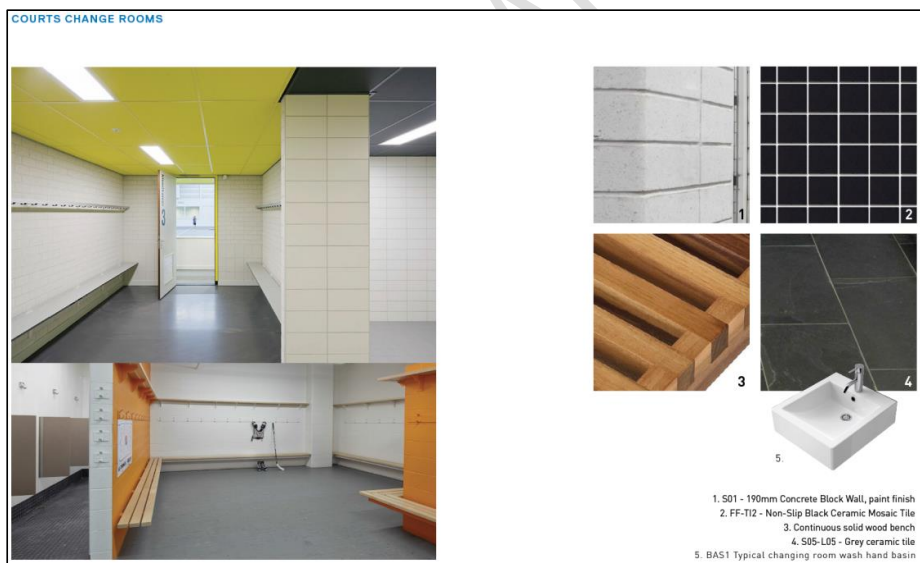 COURTS CHANGE ROOMS
3
1
2
3
4
5.
1. S01 - 190mm Concrete Block Wall, paint finish
2. FF-TI2 - Non-Slip Black Ceramic Mosaic Tile
3. Continuous solid wood bench
4. S05-L05 - Grey ceramic tile
5. BAS1 Typical changing room wash hand basin